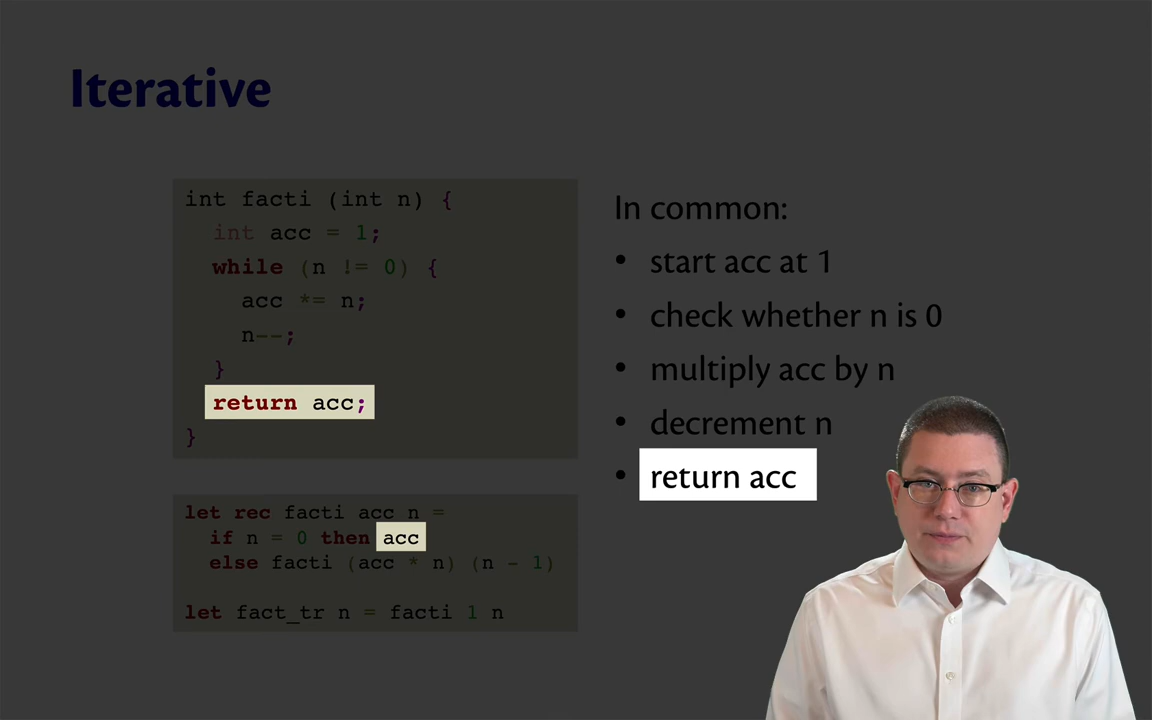 Iterative
int facti (int n) {
int acc = 1;
while (n != 0) {
acc *= n;
n--;
}
return acc;
}
let rec facti acc n =
if n = 0 then acc
else facti (acc * n) (n - 1)
let fact_tr n = facti 1 n
In common:
• start acc at 1
• check whether n is 0
• multiply acc by n
• decrement n
• return acc